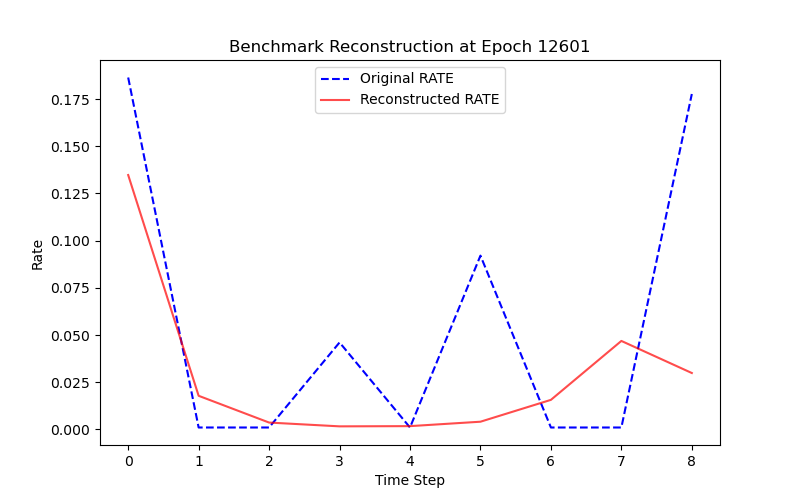 Benchmark Reconstruction at Epoch 12601
Original RATE
Reconstructed RATE
0.175
0.150
0.125
0.100
0.075
0.050
0.025
0.000
Rate
0 1 2 3 4 5 6 7 8
Time Step